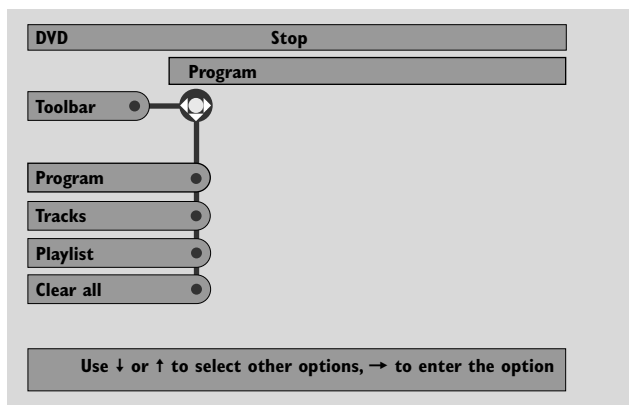 DVD Stop
Program
Toolbar
Program
Tracks
Playlist
Clear all
Use ↓ or ↑ to select other options, → to enter the option